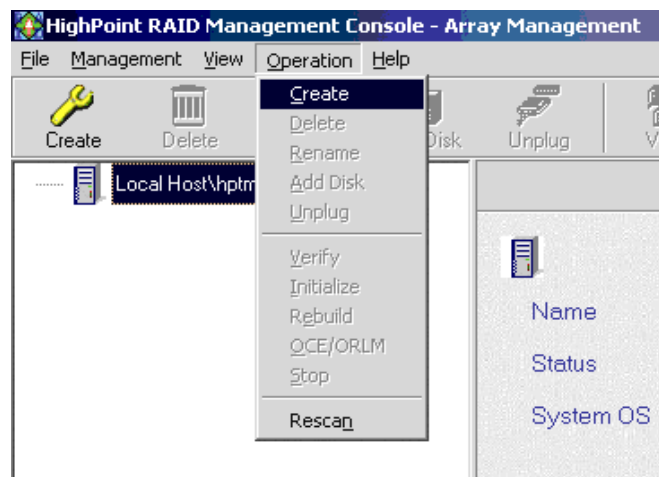 HighPoint RAID Management Console - Array Management
File Management View Operation Help
Create Delete Disk Unplug
Local Host\hptm
Create
Delete
Rename
Add Disk
Unplug
Verify
Initialize
Rebuild
OCE/ORLM
Stop
Rescan
Name
Status
System OS